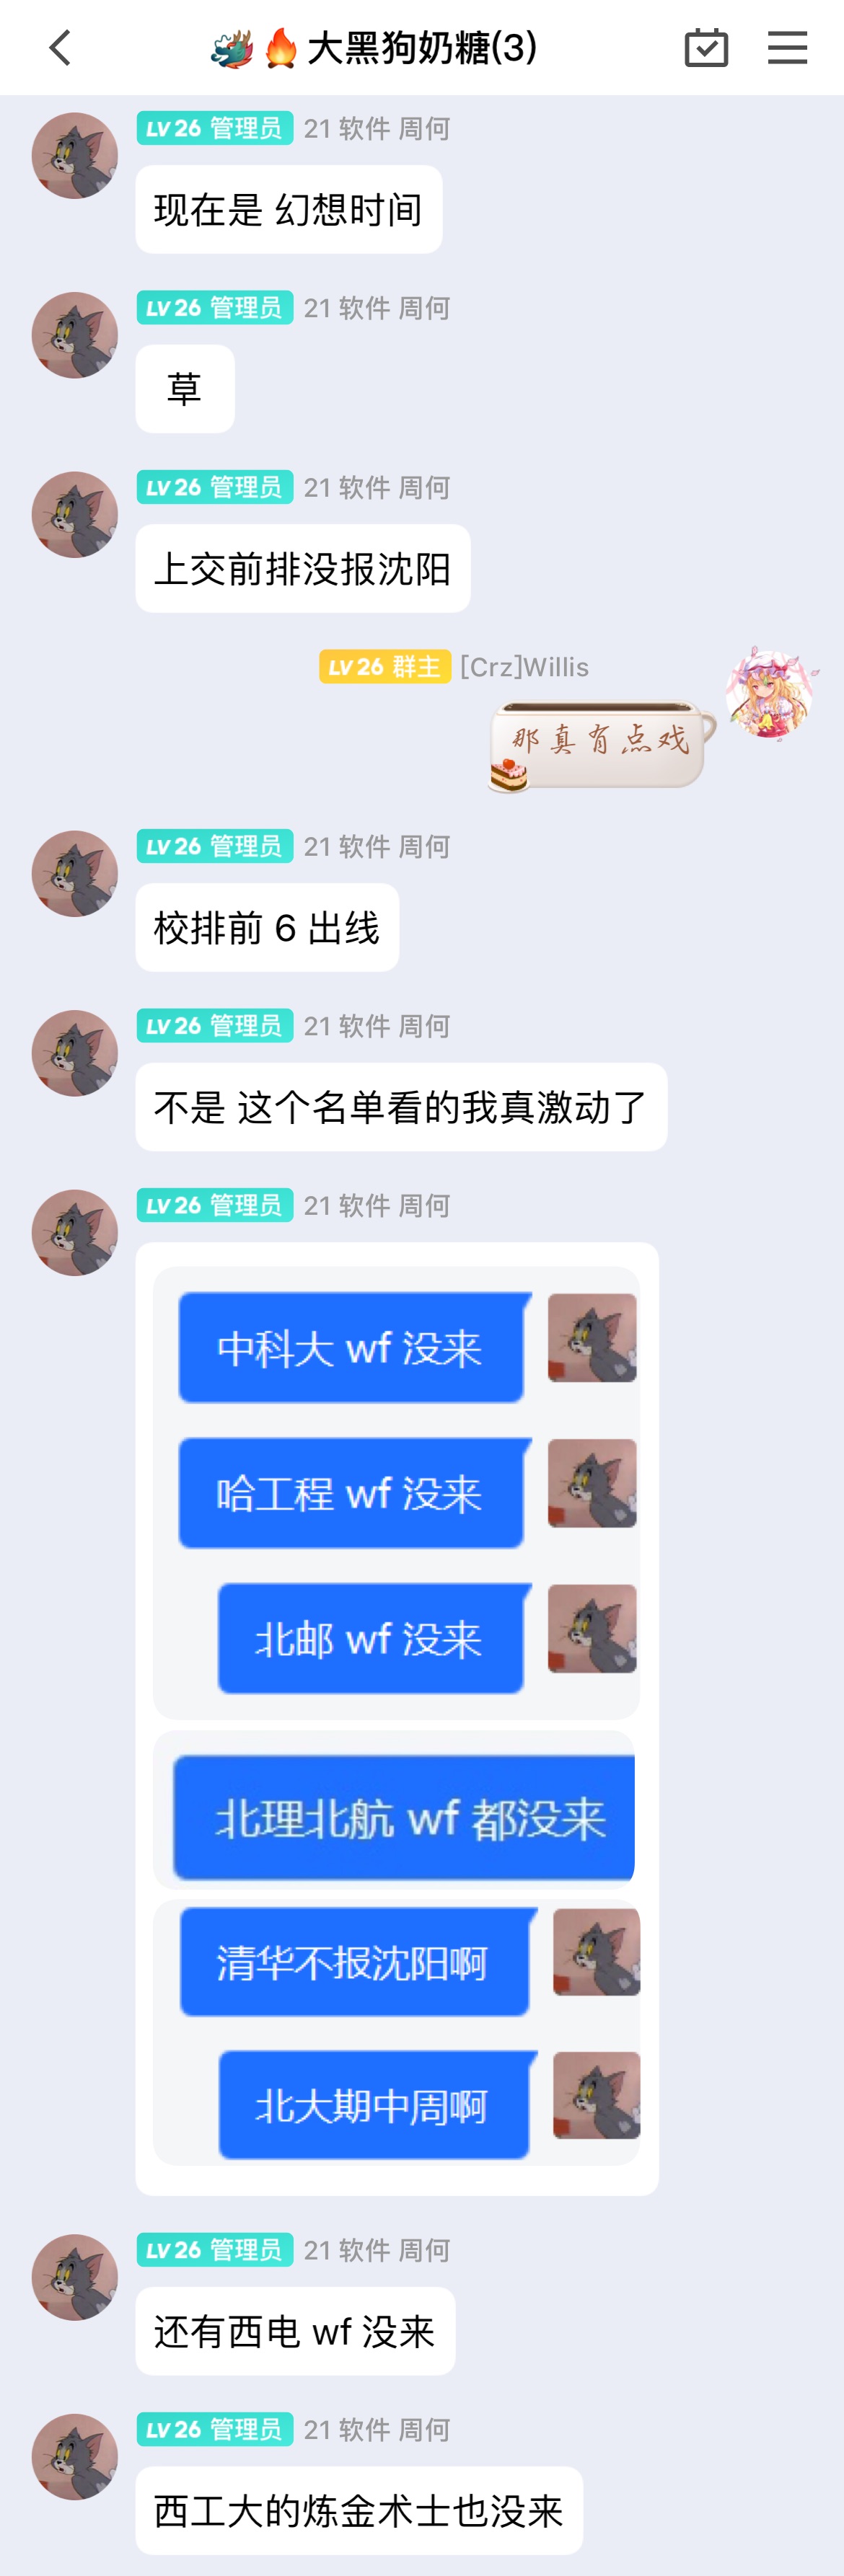 🐲🔥大黑狗奶糖(3)
LV26 管理员 21 软件 周何
现在是 幻想时间
LV26 管理员 21 软件 周何
草
LV26 管理员 21 软件 周何
上交前排没报沈阳
LV26 群主 [Crz]Willis
那真有点戏
LV26 管理员 21 软件 周何
校排前 6 出线
LV26 管理员 21 软件 周何
不是 这个名单看的我真激动了
LV26 管理员 21 软件 周何
中科大 wf 没来
哈工程 wf 没来
北邮 wf 没来
北理北航 wf 都没来
清华不报沈阳啊
北大期中周啊
LV26 管理员 21 软件 周何
还有西电 wf 没来
LV26 管理员 21 软件 周何
西工大的炼金术士也没来